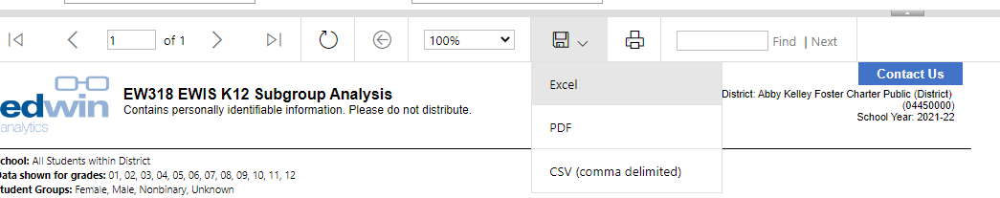 1 of 1 100% Find | Next
Excel
PDF
CSV (comma delimited)
Contact Us
edwin
analytics
EW318 EWIS K12 Subgroup Analysis
Contains personally identifiable information. Please do not distribute.
District: Abby Kelley Foster Charter Public (District)
(04450000)
School Year: 2021-22
chool: All Students within District
ata shown for grades: 01, 02, 03, 04, 05, 06, 07, 08, 09, 10, 11, 12
tudent Groups: Female, Male, Nonbinary, Unknown